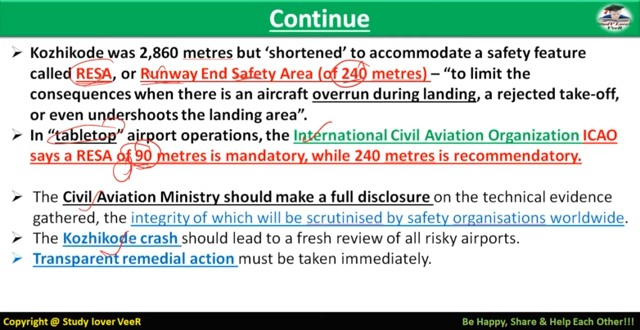 Continue
StuDY lOveR VeeR
➢ Kozhikode was 2,860 metres but ‘shortened’ to accommodate a safety feature
called RESA, or Runway End Safety Area (of 240 metres) – “to limit the
consequences when there is an aircraft overrun during landing, a rejected take-off,
or even undershoots the landing area”.
➢ In “tabletop” airport operations, the International Civil Aviation Organization ICAO
says a RESA of 90 metres is mandatory, while 240 metres is recommendatory.
➢ The Civil Aviation Ministry should make a full disclosure on the technical evidence
gathered, the integrity of which will be scrutinised by safety organisations worldwide.
➢ The Kozhikode crash should lead to a fresh review of all risky airports.
➢ Transparent remedial action must be taken immediately.
Copyright @ Study lover VeeR
Be Happy, Share & Help Each Other!!!